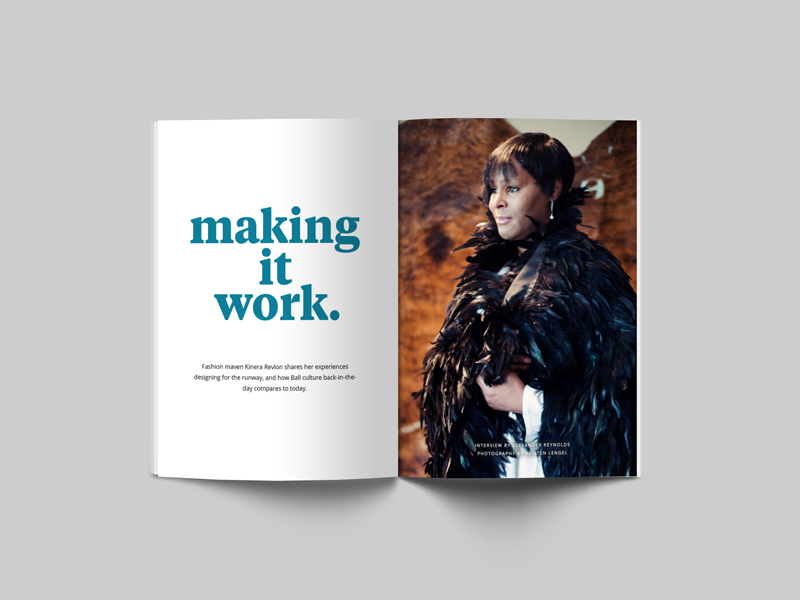 making
it
work.
Fashion maven Kinera Revlon shares her experiences
designing for the runway, and how Ball culture back-in-the-
day compares to today.
INTERVIEW BY ALEXANDER REYNOLDS
PHOTOGRAPHY BY KRISTEN LENGEL